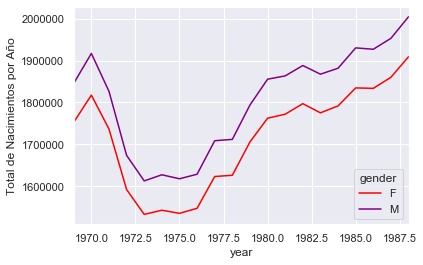 2000000
1900000
1800000
1700000
1600000
Total de Nacimientos por Año
gender
F
M
1970.0 1972.5 1975.0 1977.5 1980.0 1982.5 1985.0 1987.5
year